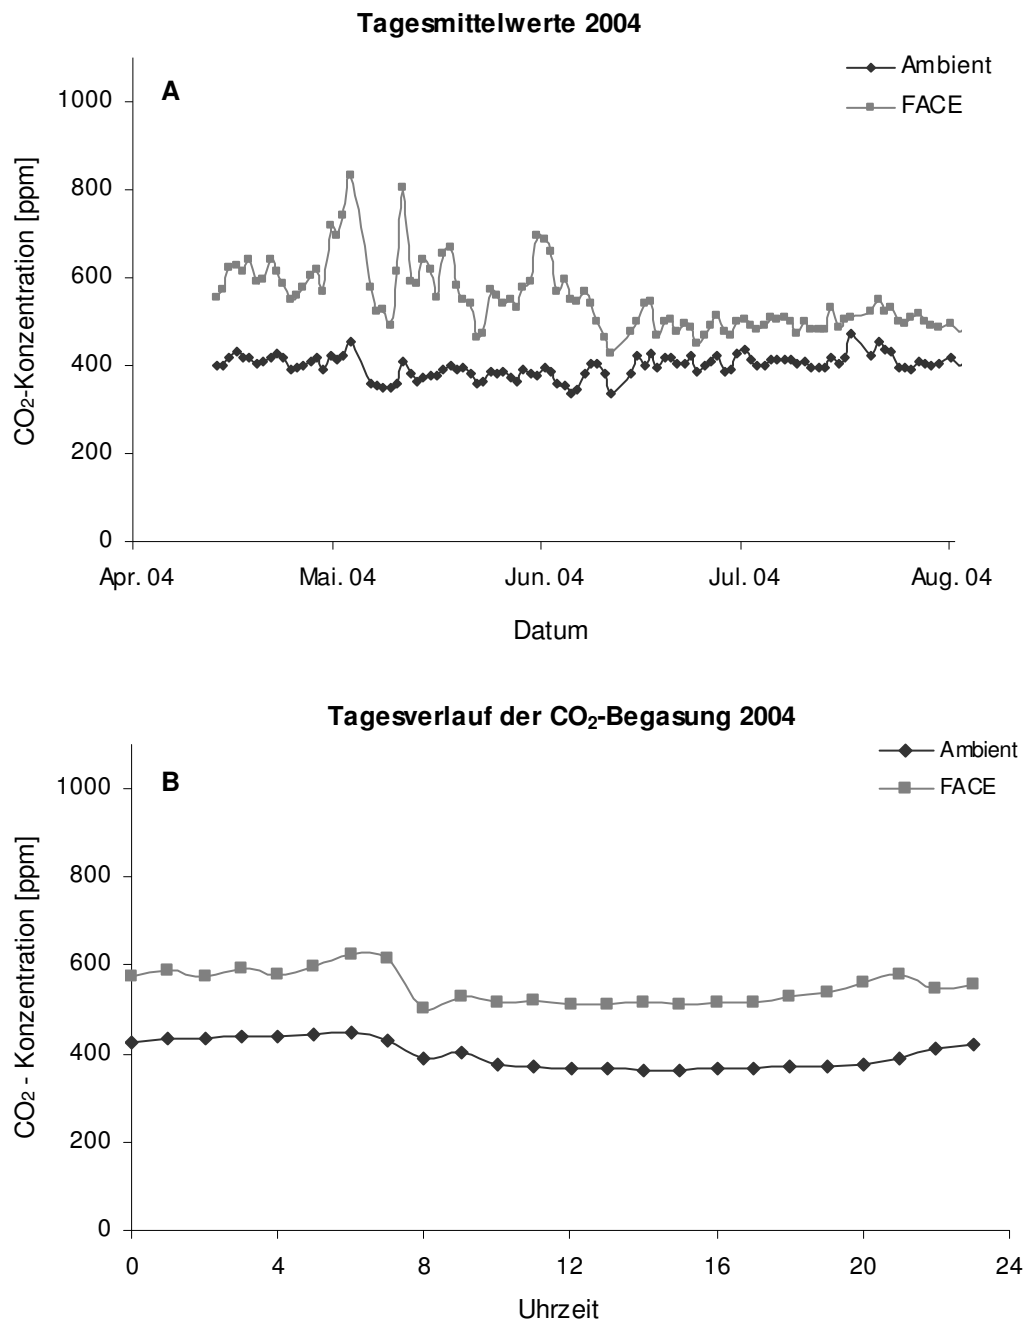 Tagesmittelwerte 2004
A
Ambient
FACE
1000
800
600
400
200
0
CO2-Konzentration [ppm]
Apr. 04
Mai. 04
Jun. 04
Jul. 04
Aug. 04
Datum
Tagesverlauf der CO2-Begasung 2004
B
Ambient
FACE
1000
800
600
400
200
0
CO2 - Konzentration [ppm]
0
4
8
12
16
20
24
Uhrzeit